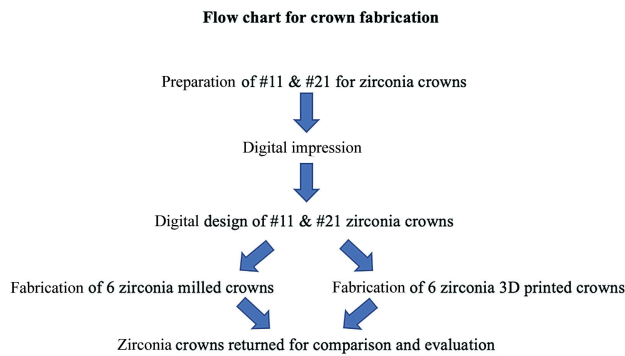 Flow chart for crown fabrication
Preparation of #11 & #21 for zirconia crowns
Digital impression
Digital design of #11 & #21 zirconia crowns
Fabrication of 6 zirconia milled crowns
Fabrication of 6 zirconia 3D printed crowns
Zirconia crowns returned for comparison and evaluation